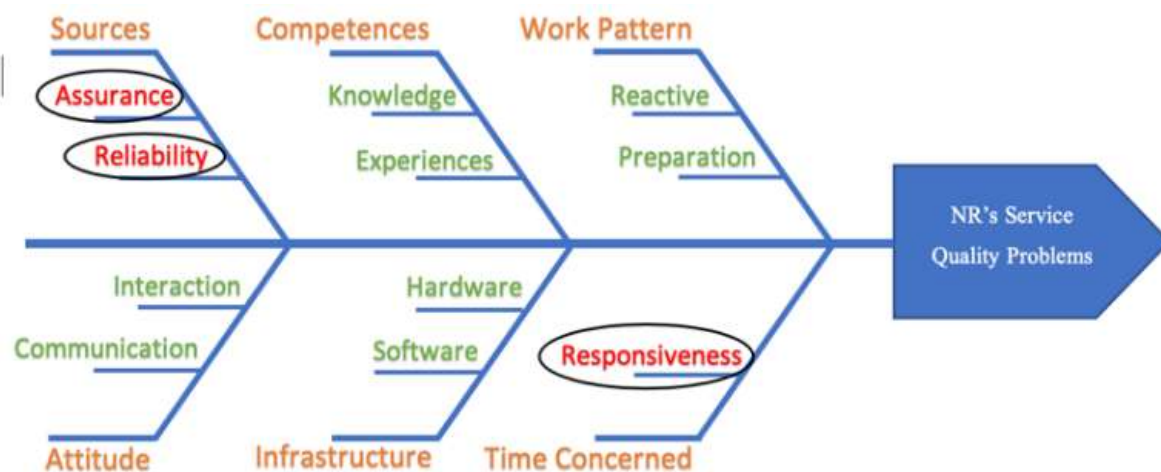 Sources
Competences
Work Pattern
Assurance
Knowledge
Reactive
Reliability
Experiences
Preparation
NR's Service
Quality Problems
Interaction
Hardware
Communication
Software
Responsiveness
Attitude
Infrastructure
Time Concerned